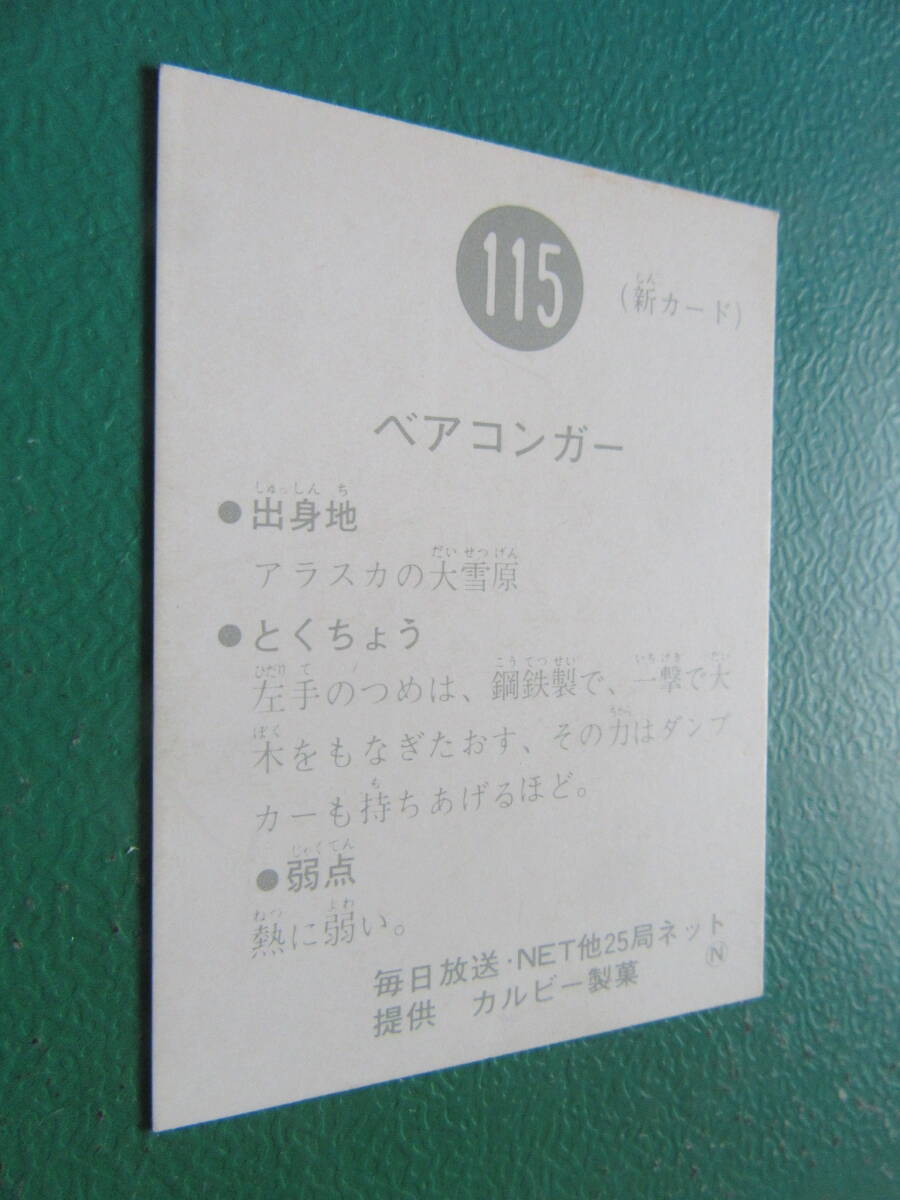 115
(新カード)
ベアコンガー
●出身地
アラスカの大雪原
●とくちょう
左手のつめは、鋼鉄製で、一撃で大
木をもなぎたおす、その力はダンプ
カーも持ちあげるほど。
●弱点
熱に弱い。
毎日放送・NET他25局ネット
提供 カルビー製菓 Ⓝ